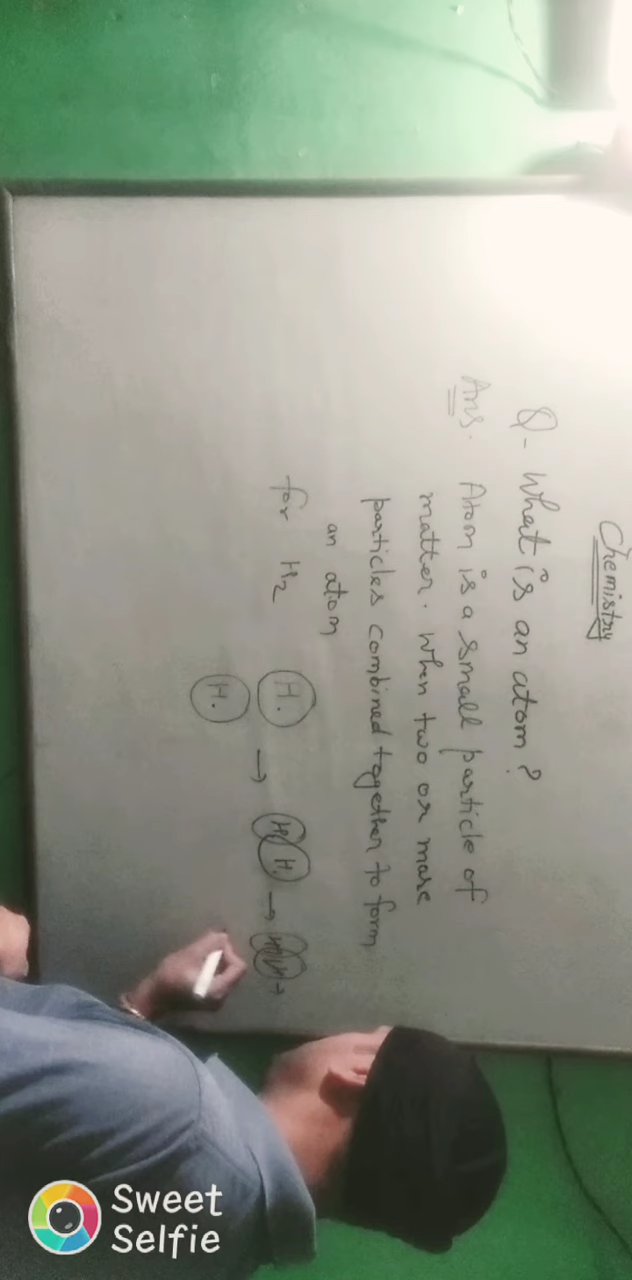 Chemistry
Q- What is an atom?
Ans. Atom is a small particle of
matter. When two or more
particles combined together to form
an atom
for H2 H. → H H. → H H +
H.
Sweet
Selfie